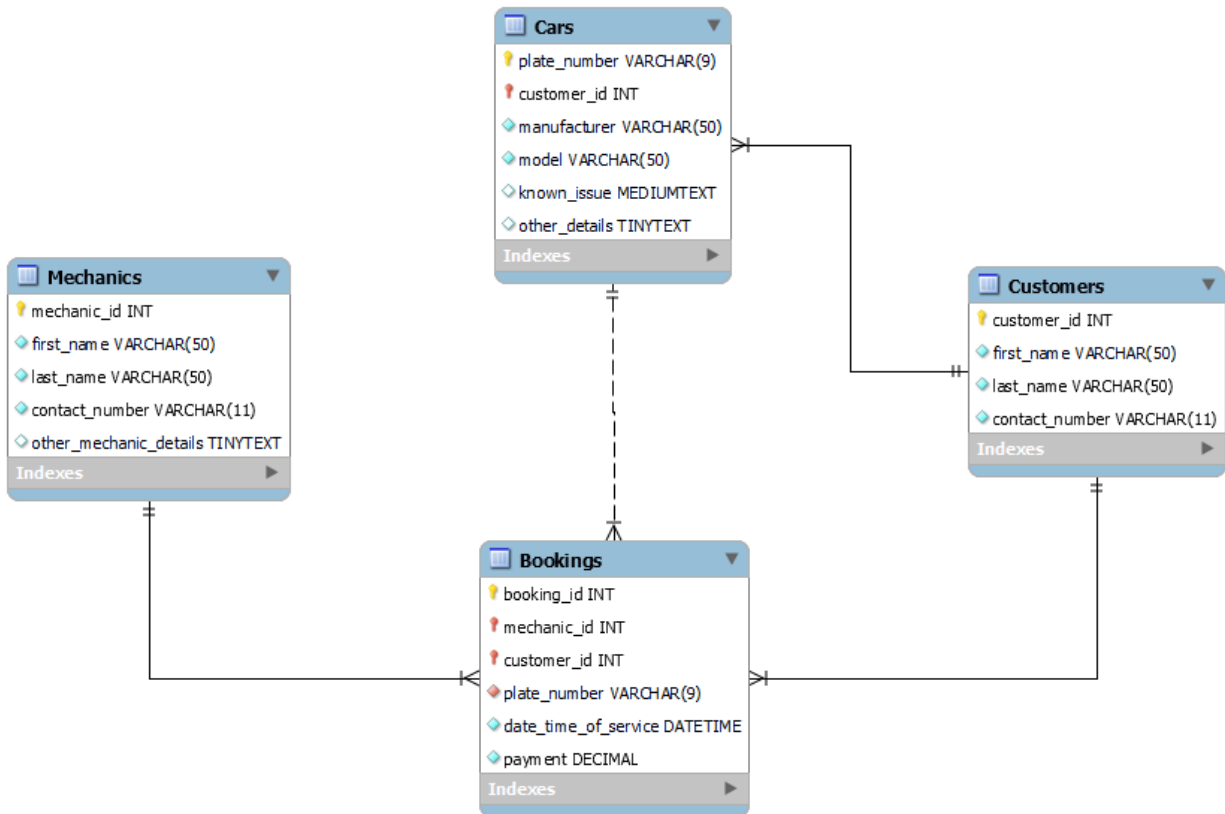 Cars
plate_number VARCHAR(9)
customer_id INT
manufacturer VARCHAR(50)
model VARCHAR(50)
known_issue MEDIUMTEXT
other_details TINYTEXT
Indexes
Mechanics
mechanic_id INT
first_name VARCHAR(50)
last_name VARCHAR(50)
contact_number VARCHAR(11)
other_mechanic_details TINYTEXT
Indexes
Customers
customer_id INT
first_name VARCHAR(50)
last_name VARCHAR(50)
contact_number VARCHAR(11)
Indexes
Bookings
booking_id INT
mechanic_id INT
customer_id INT
plate_number VARCHAR(9)
date_time_of_service DATETIME
payment DECIMAL
Indexes